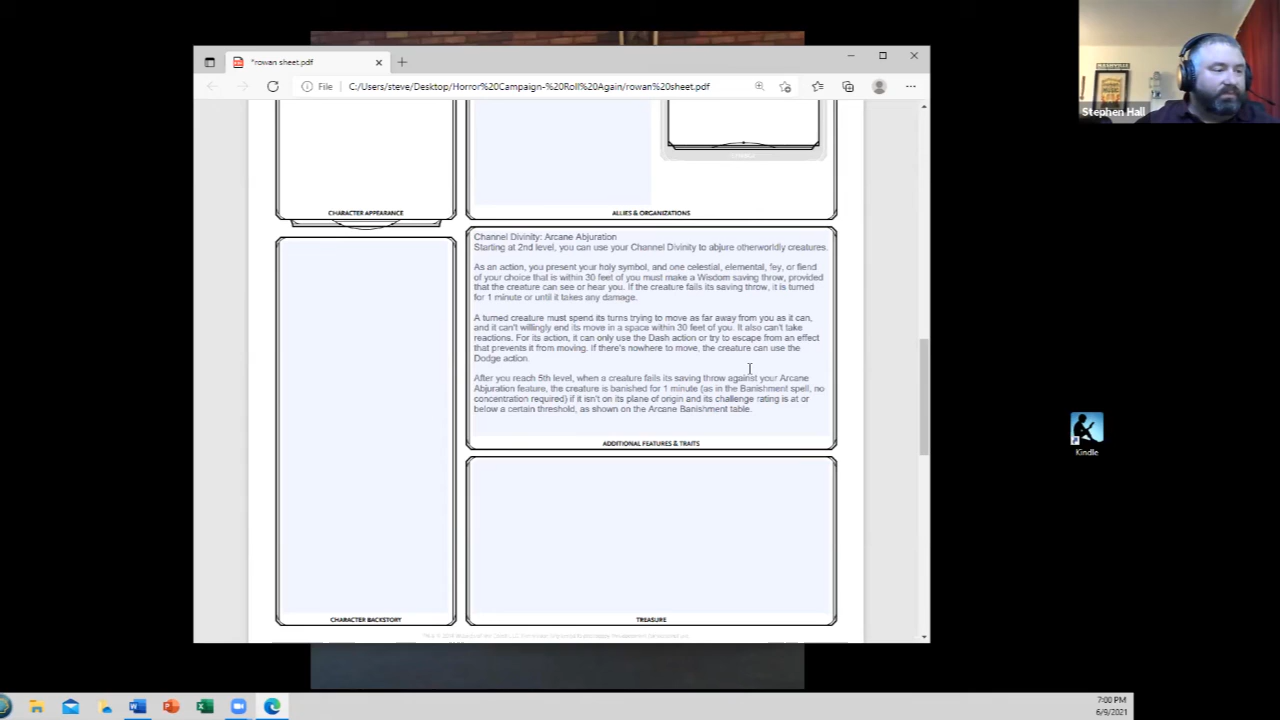 *rowan sheet.pdf
File
C:/Users/steve/Desktop/Horror%20Campaign-%20Roll%20Again/rowan%20sheet.pdf
Stephen Hall
CHARACTER APPEARANCE
ALLIES & ORGANIZATIONS
Channel Divinity: Arcane Abjuration
Starting at 2nd level, you can use your Channel Divinity to abjure otherworldly creatures.
As an action, you present your holy symbol, and one celestial, elemental, fey, or fiend
of your choice that is within 30 feet of you must make a Wisdom saving throw, provided
that the creature can see or hear you. If the creature fails its saving throw, it is turned
for 1 minute or until it takes any damage.
A turned creature must spend its turns trying to move as far away from you as it can,
and it can't willingly end its move in a space within 30 feet of you. It also can't take
reactions. For its action, it can only use the Dash action or try to escape from an effect
that prevents it from moving. If there's nowhere to move, the creature can use the
Dodge action.
After you reach 5th level, when a creature fails its saving throw against your Arcane
Abjuration feature, the creature is banished for 1 minute (as in the Banishment spell, no
concentration required) if it isn't on its plane of origin and its challenge rating is at or
below a certain threshold, as shown on the Arcane Banishment table.
ADDITIONAL FEATURES & TRAITS
CHARACTER BACKSTORY
TREASURE
Kindle
7:00 PM
6/9/2021